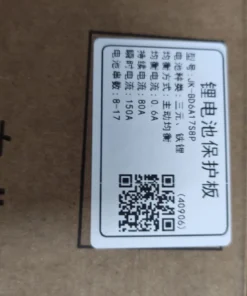 锂电池保护板
型号：JK-BD6A17S8P
电池种类：三元、铁锂
均衡方式：主动均衡
均衡电流：0.6A
持续电流：80A
瞬时电流：150A
电池串数：8-17
(40906)